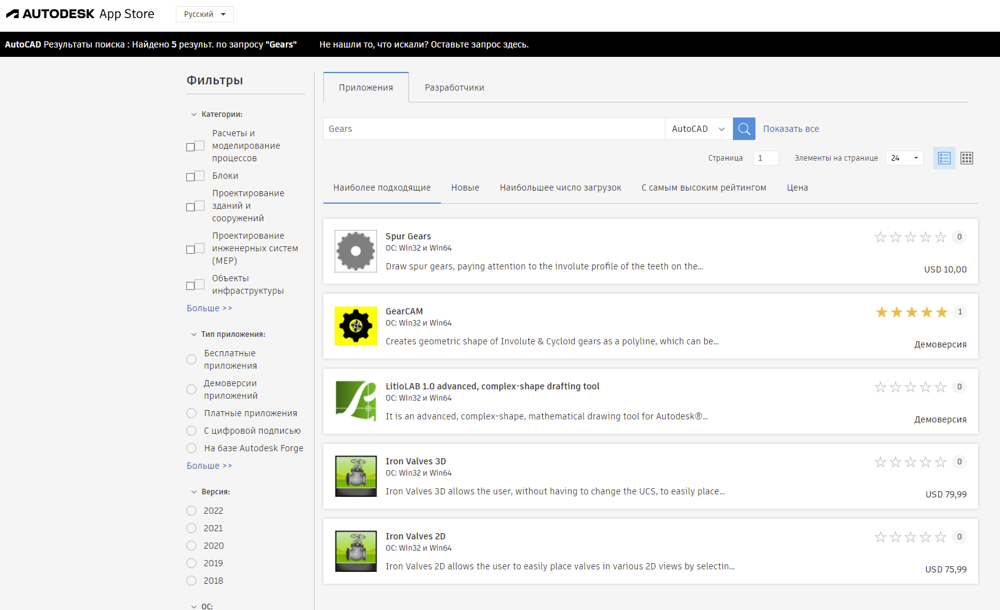 AUTODESK App Store
Русский
AutoCAD Результаты поиска : Найдено 5 результ. по запросу "Gears"
Не нашли то, что искали? Оставьте запрос здесь.
Фильтры
Категории:
Расчеты и
моделирование
процессов
Блоки
Проектирование
зданий и
сооружений
Проектирование
инженерных систем
(MEP)
Объекты
инфраструктуры
Больше >>
Тип приложения:
Бесплатные
приложения
Демоверсии
приложений
Платные приложения
С цифровой подписью
На базе Autodesk Forge
Больше >>
Версия:
2022
2021
2020
2019
2018
ОС:
Приложения
Разработчики
Gears
AutoCAD
Показать все
Страница 1
Элементы на странице 24
Наиболее подходящие
Новые
Наибольшее число загрузок
С самым высоким рейтингом
Цена
Spur Gears
0
ОС: Win32 и Win64
Draw spur gears, paying attention to the involute profile of the teeth on the...
USD 10,00
GearCAM
1
ОС: Win32 и Win64
Creates geometric shape of Involute & Cycloid gears as a polyline, which can be...
Демоверсия
LitioLAB 1.0 advanced, complex-shape drafting tool
0
ОС: Win32 и Win64
It is an advanced, complex-shape, mathematical drawing tool for Autodesk®...
Демоверсия
Iron Valves 3D
0
ОС: Win32 и Win64
Iron Valves 3D allows the user, without having to change the UCS, to easily place...
USD 79,99
Iron Valves 2D
0
ОС: Win32 и Win64
Iron Valves 2D allows the user to easily place valves in various 2D views by selectin...
USD 75,99